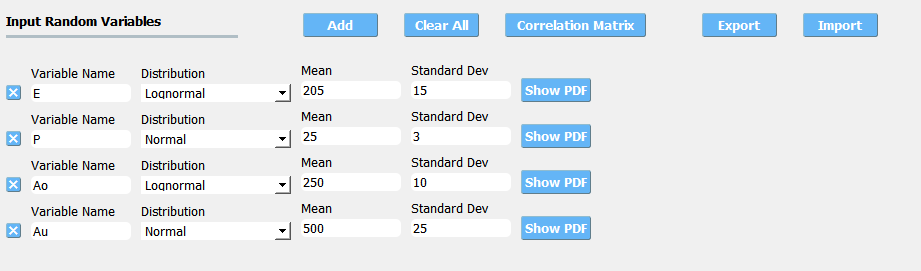 Input Random Variables Add Clear All Correlation Matrix Export Import
Variable Name Distribution Mean Standard Dev
E Lognormal 205 15 Show PDF
Variable Name Distribution Mean Standard Dev
P Normal 25 3 Show PDF
Variable Name Distribution Mean Standard Dev
Ao Lognormal 250 10 Show PDF
Variable Name Distribution Mean Standard Dev
Au Normal 500 25 Show PDF